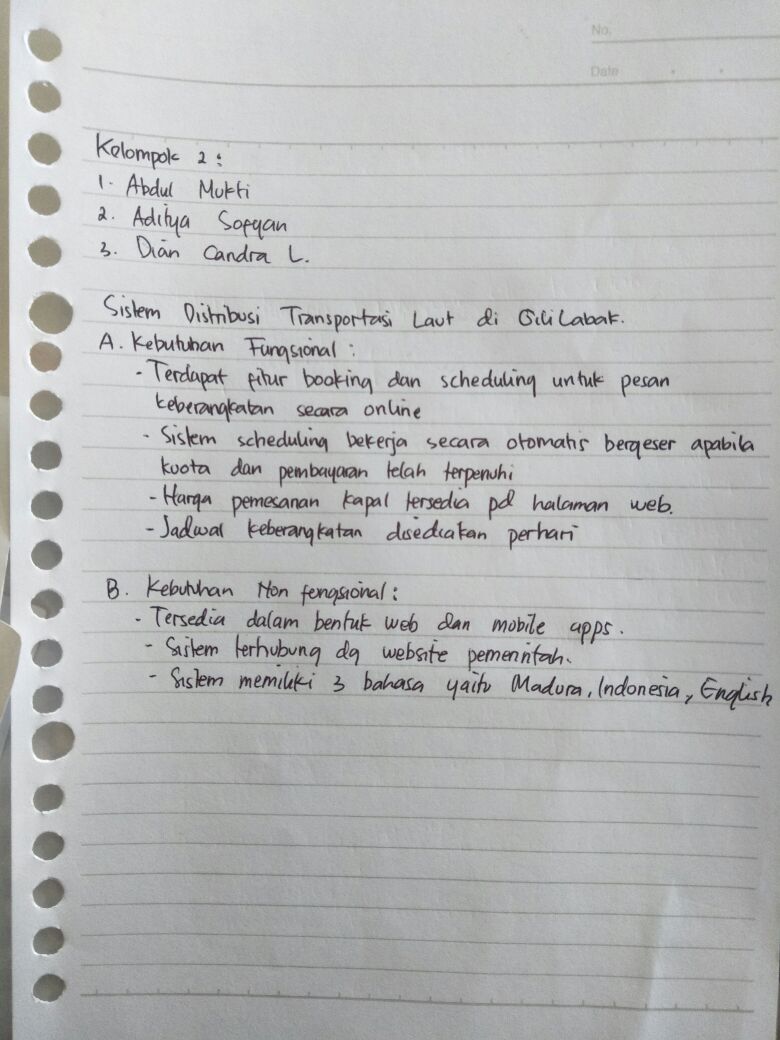 No.
Date
Kelompok 2 :
1. Abdul Mukti
2. Aditya Sofyan
3. Dian Candra L.
Sistem Distribusi Transportasi Laut di Gili Labak.
A. Kebutuhan Fungsional :
- Terdapat fitur booking dan scheduling untuk pesan
keberangkatan secara online
- Sistem scheduling bekerja secara otomatis bergeser apabila
kuota dan pembayaran telah terpenuhi
- Harga pemesanan kapal tersedia pd halaman web.
- Jadwal keberangkatan disediakan perhari
B. Kebutuhan Non fengsional :
- Tersedia dalam bentuk web dan mobile apps.
- Sistem terhubung dg website pemerintah.
- Sistem memiliki 3 bahasa yaitu Madura, Indonesia, English